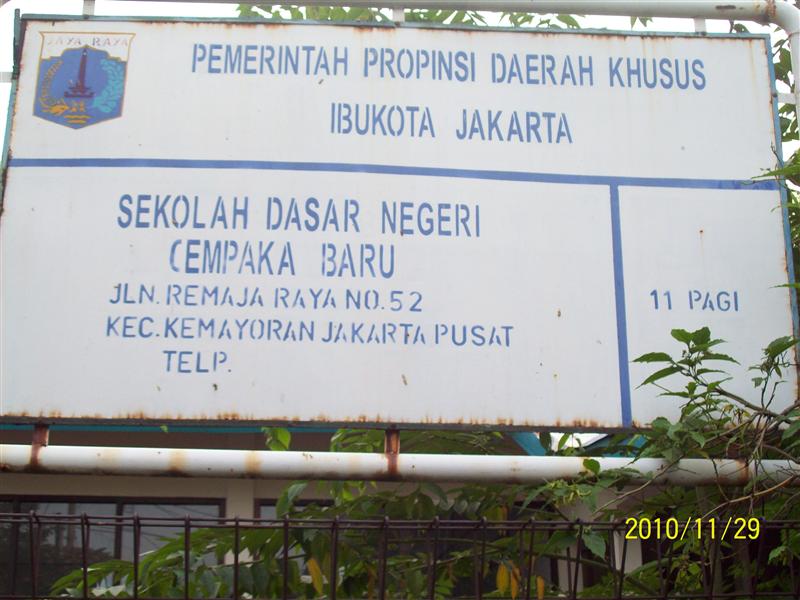 JAYA RAYA
PEMERINTAH PROPINSI DAERAH KHUSUS
IBUKOTA JAKARTA
SEKOLAH DASAR NEGERI
CEMPAKA BARU
JLN. REMAJA RAYA NO. 52
KEC. KEMAYORAN JAKARTA PUSAT
TELP.
11 PAGI
2010/11/29